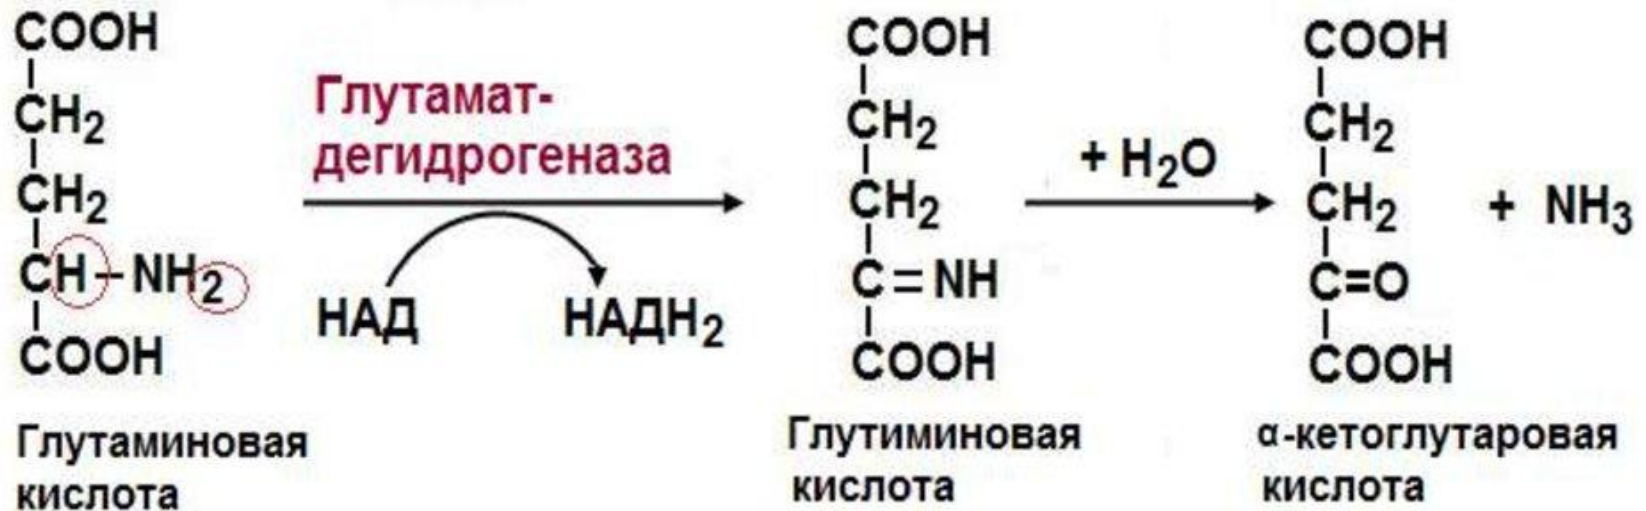 COOH
CH2
CH2
CH-NH2
COOH
Глутаминовая
кислота
Глутамат-
дегидрогеназа
НАД
НАДН2
COOH
CH2
CH2
C=NH
COOH
Глутиминовая
кислота
+ H2O
COOH
CH2
CH2
C=O
COOH
α-кетоглутаровая
кислота
+ NH3